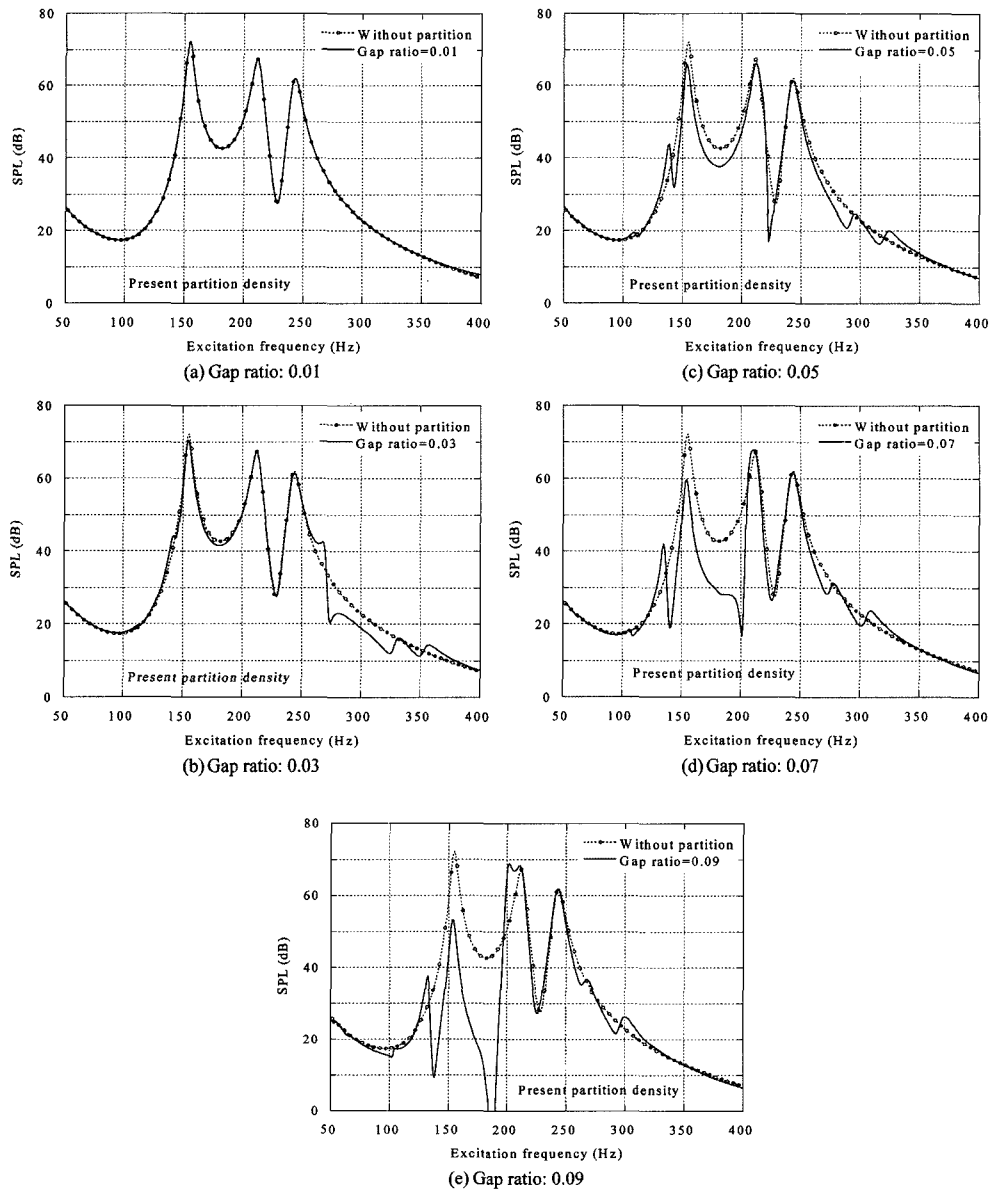 80
60
40
20
0
SPL (dB)
Without partition
Gap ratio=0.01
Present partition density
50 100 150 200 250 300 350 400
Excitation frequency (Hz)
(a) Gap ratio: 0.01
80
60
40
20
0
SPL (dB)
Without partition
Gap ratio=0.05
Present partition density
50 100 150 200 250 300 350 400
Excitation frequency (Hz)
(c) Gap ratio: 0.05
80
60
40
20
0
SPL (dB)
Without partition
Gap ratio=0.03
Present partition density
50 100 150 200 250 300 350 400
Excitation frequency (Hz)
(b) Gap ratio: 0.03
80
60
40
20
0
SPL (dB)
Without partition
Gap ratio=0.07
Present partition density
50 100 150 200 250 300 350 400
Excitation frequency (Hz)
(d) Gap ratio: 0.07
80
60
40
20
0
SPL (dB)
Without partition
Gap ratio=0.09
Present partition density
50 100 150 200 250 300 350 400
Excitation frequency (Hz)
(e) Gap ratio: 0.09